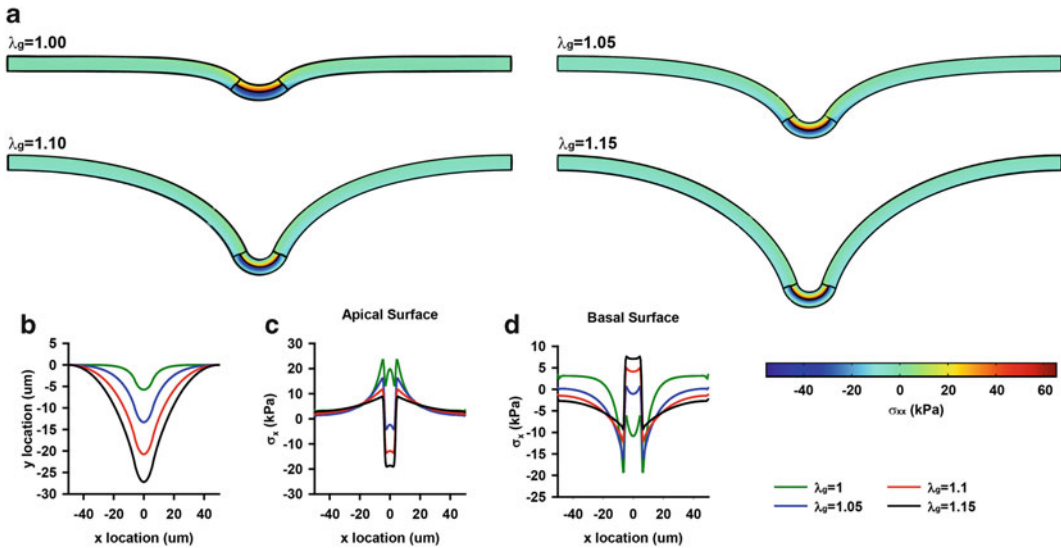 a
λg=1.00
λg=1.05
λg=1.10
λg=1.15
b
c
Apical Surface
d
Basal Surface
y location (um)
5
0
-5
-10
-15
-20
-25
-30
-40 -20 0 20 40
x location (um)
σx (kPa)
30
20
10
0
-10
-20
-30
-40 -20 0 20 40
x location (um)
σx (kPa)
10
5
0
-5
-10
-15
-20
-25
-40 -20 0 20 40
x location (um)
-40 -20 0 20 40 60
σxx (kPa)
λg=1
λg=1.1
λg=1.05
λg=1.15